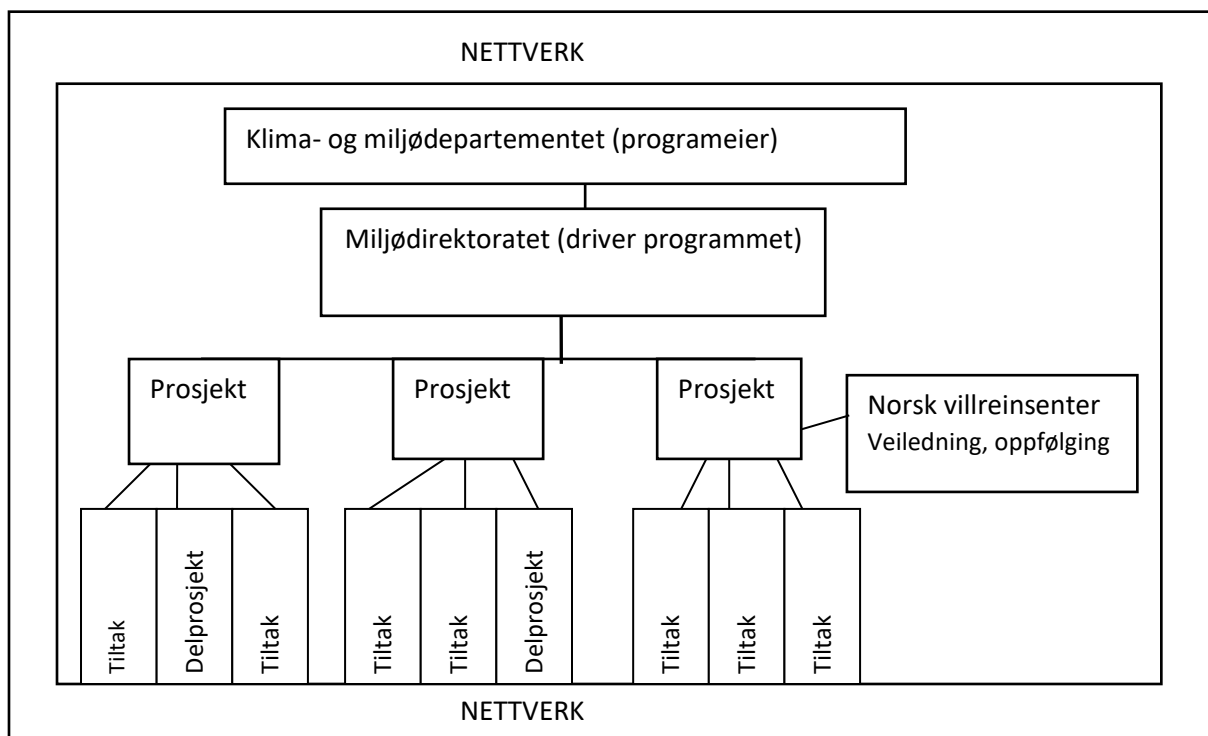 NETTVERK
Klima- og miljødepartementet (programeier)
Miljødirektoratet (driver programmet)
Prosjekt
Prosjekt
Prosjekt
Norsk villreinsenter
Veiledning, oppfølging
Tiltak
Delprosjekt
Tiltak
Tiltak
Tiltak
Delprosjekt
Tiltak
Tiltak
Tiltak
NETTVERK